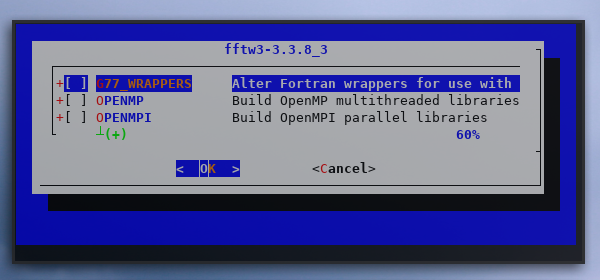 fftw3-3.3.8_3
+[ ] G77_WRAPPERS Alter Fortran wrappers for use with
+[ ] OPENMP Build OpenMP multithreaded libraries
+[ ] OPENMPI Build OpenMPI parallel libraries
┴(+) 60%
< OK > <Cancel>